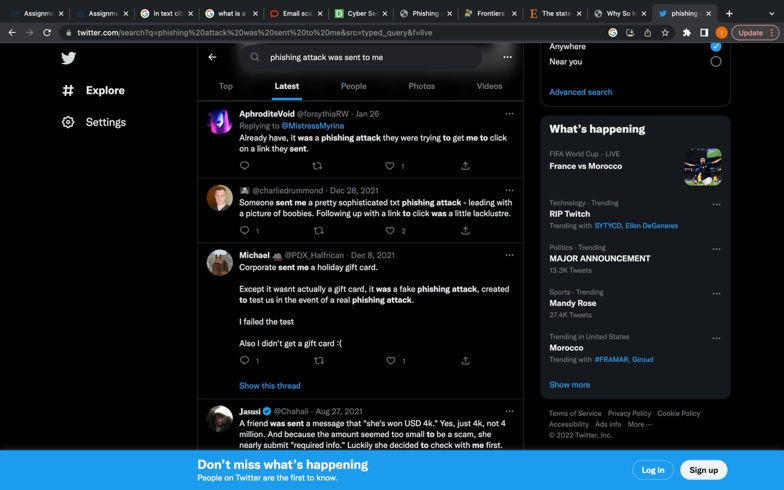 Assignme
Assignme
in text cit
what is a
Email sca
Cyber Se
Phishing
Frontiers
The state
Why So M
phishing
twitter.com/search?q=phishing%20attack%20was%20sent%20to%20me&src=typed_query&f=live
Update
phishing attack was sent to me
Explore
Settings
Top
Latest
People
Photos
Videos
AphroditeVoid @forsythiaRW · Jan 26
Replying to @MistressMyrina
Already have, it was a phishing attack they were trying to get me to click
on a link they sent.
1
@charliedrummond · Dec 28, 2021
Someone sent me a pretty sophisticated txt phishing attack - leading with
a picture of boobies. Following up with a link to click was a little lacklustre.
1
2
Michael @PDX_Halfrican · Dec 8, 2021
Corporate sent me a holiday gift card.
Except it wasnt actually a gift card, it was a fake phishing attack, created
to test us in the event of a real phishing attack.
I failed the test
Also I didn't get a gift card :(
1
1
Show this thread
Jasusi @Chahali · Aug 27, 2021
A friend was sent a message that "she's won USD 4k." Yes, just 4k, not 4
million. And because the amount seemed too small to be a scam, she
nearly submit "required info." Luckily she decided to check with me first.
Anywhere
Near you
Advanced search
What's happening
FIFA World Cup · LIVE
France vs Morocco
Technology · Trending
RIP Twitch
Trending with SYTYCD, Ellen DeGeneres
Politics · Trending
MAJOR ANNOUNCEMENT
13.3K Tweets
Sports · Trending
Mandy Rose
27.4K Tweets
Trending in United States
Morocco
Trending with #FRAMAR, Giroud
Show more
Terms of Service Privacy Policy Cookie Policy
Accessibility Ads info More ···
© 2022 Twitter, Inc.
Don't miss what's happening
People on Twitter are the first to know.
Log in
Sign up